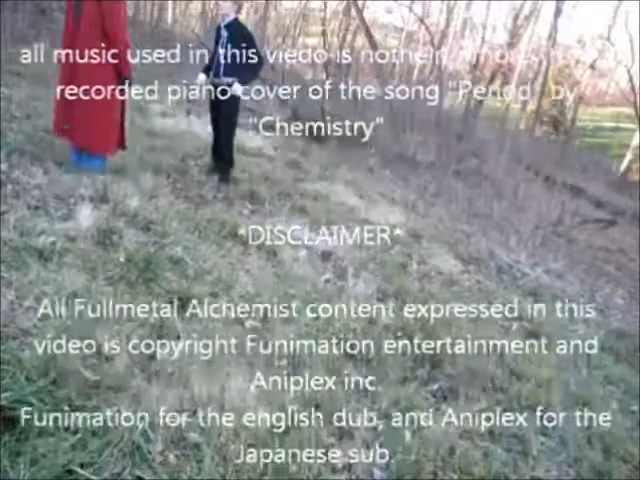 all music used in this viedo is
recorded piano cover of the song "Period" by
"Chemistry"
*DISCLAIMER*
All Fullmetal Alchemist content expressed in this
video is copyright Funimation entertainment and
Aniplex inc.
Funimation for the english dub, and Aniplex for the
Japanese sub.